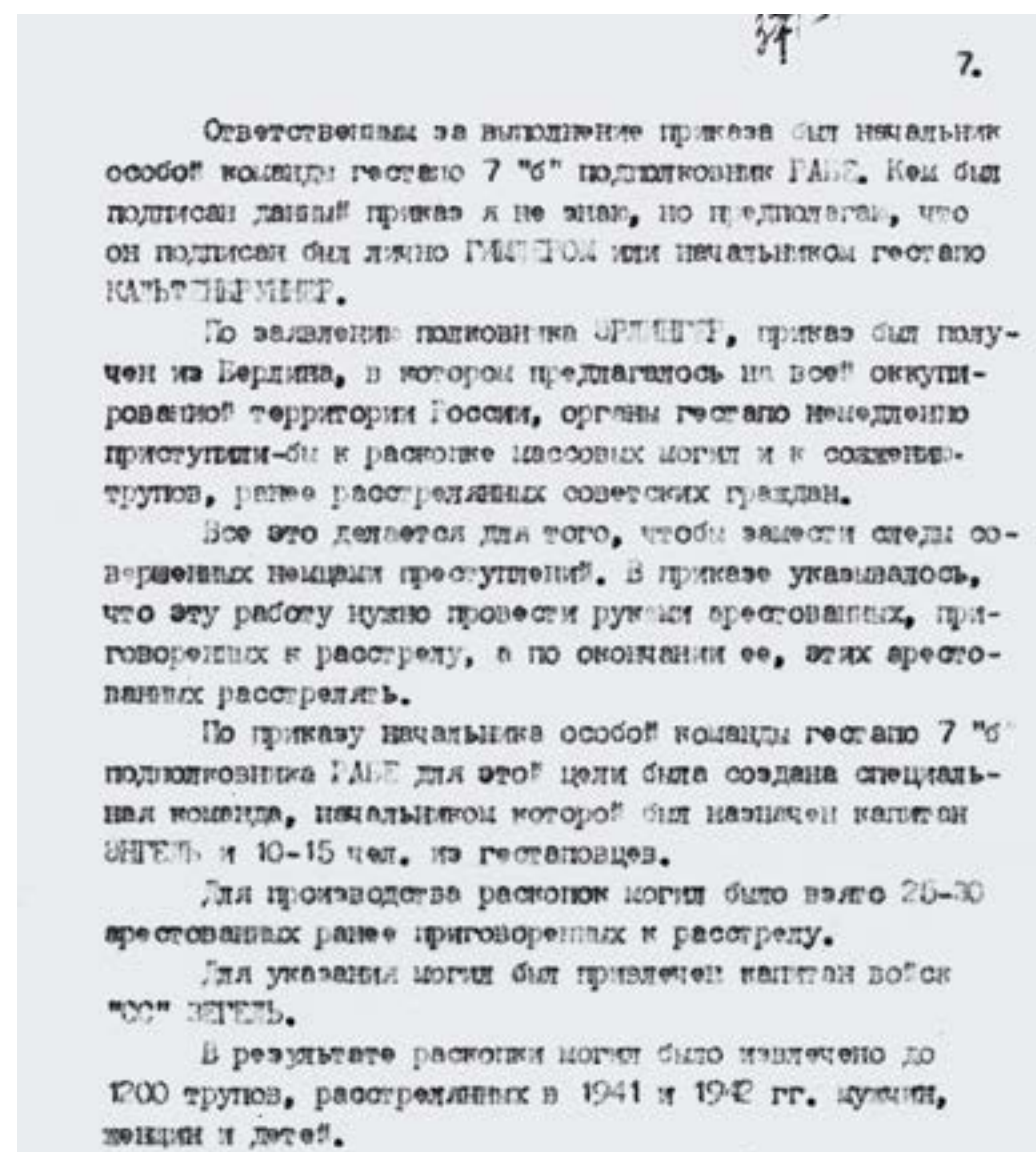 7.
Ответственным за выполнение приказа был начальник
особой команды гестапо 7 "б" подполковник РАБЕ. Кем был
подписан данный приказ я не знаю, но предполагаю, что
он подписан был лично ГИМЛЕРОМ или начальником гестапо
КАЛЬТЕНБРУННЕР.
По заявлению полковника ЭРЛИНГЕР, приказ был полу-
чен из Берлина, в котором предлагалось на всей оккупи-
рованной территории России, органы гестапо немедленно
приступили-бы к раскопке массовых могил и к сожжению
трупов, ранее расстрелянных советских граждан.
Все это делается для того, чтобы замести следы со-
вершенных немцами преступлений. В приказе указывалось,
что эту работу нужно провести руками арестованных, при-
говоренных к расстрелу, а по окончании ее, этих аресто-
ванных расстрелять.
По приказу начальника особой команды гестапо 7 "б"
подполковника РАБЕ для этой цели была создана специаль-
ная команда, начальником которой был назначен капитан
ЭНГЕЛЬ и 10-15 чел. из гестаповцев.
Для производства раскопок могил было взято 25-30
арестованных ранее приговоренных к расстрелу.
Для указания могил был привлечен капитан войск
"СС" ЗЕГЕЛЬ.
В результате раскопки могил было извлечено до
1200 трупов, расстрелянных в 1941 и 1942 гг. мужчин,
женщин и детей.